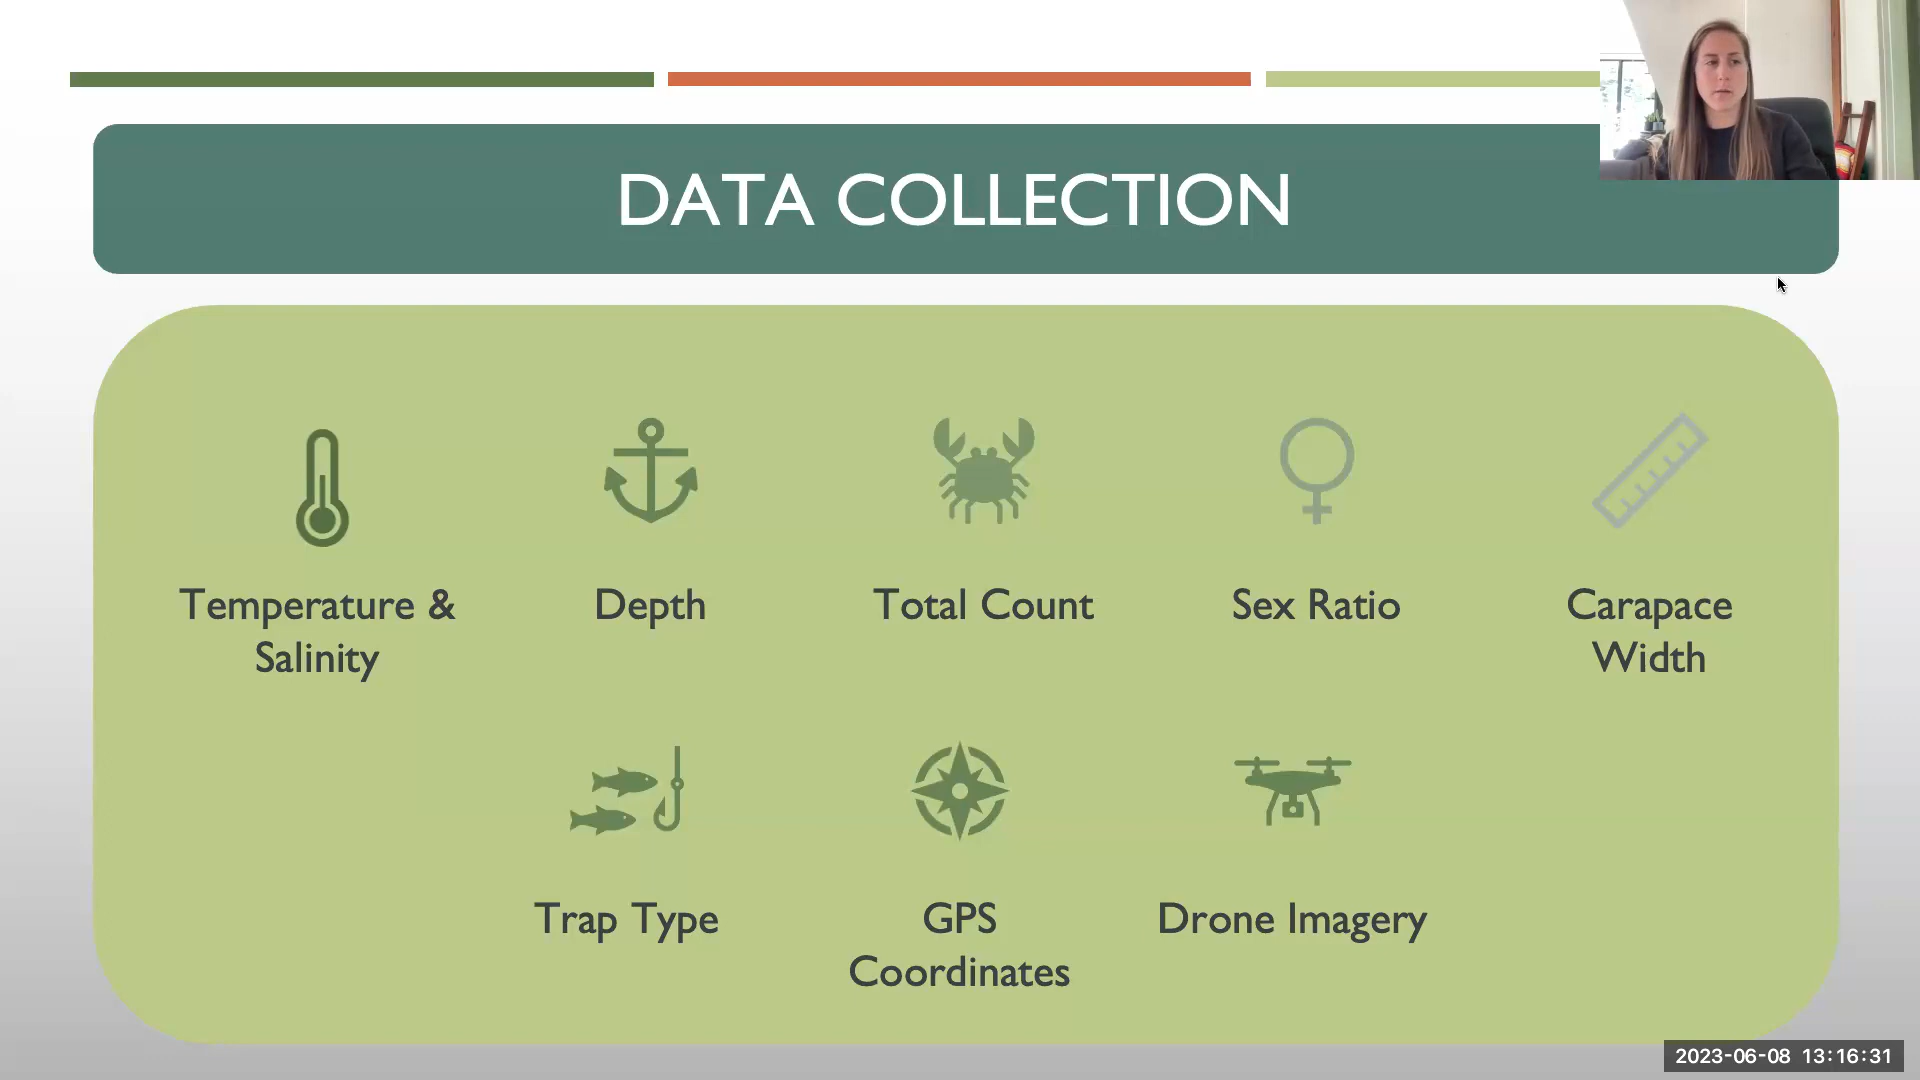 DATA COLLECTION
Temperature &
Salinity
Depth
Total Count
Sex Ratio
Carapace
Width
Trap Type
GPS
Coordinates
Drone Imagery
2023-06-08 13:16:31